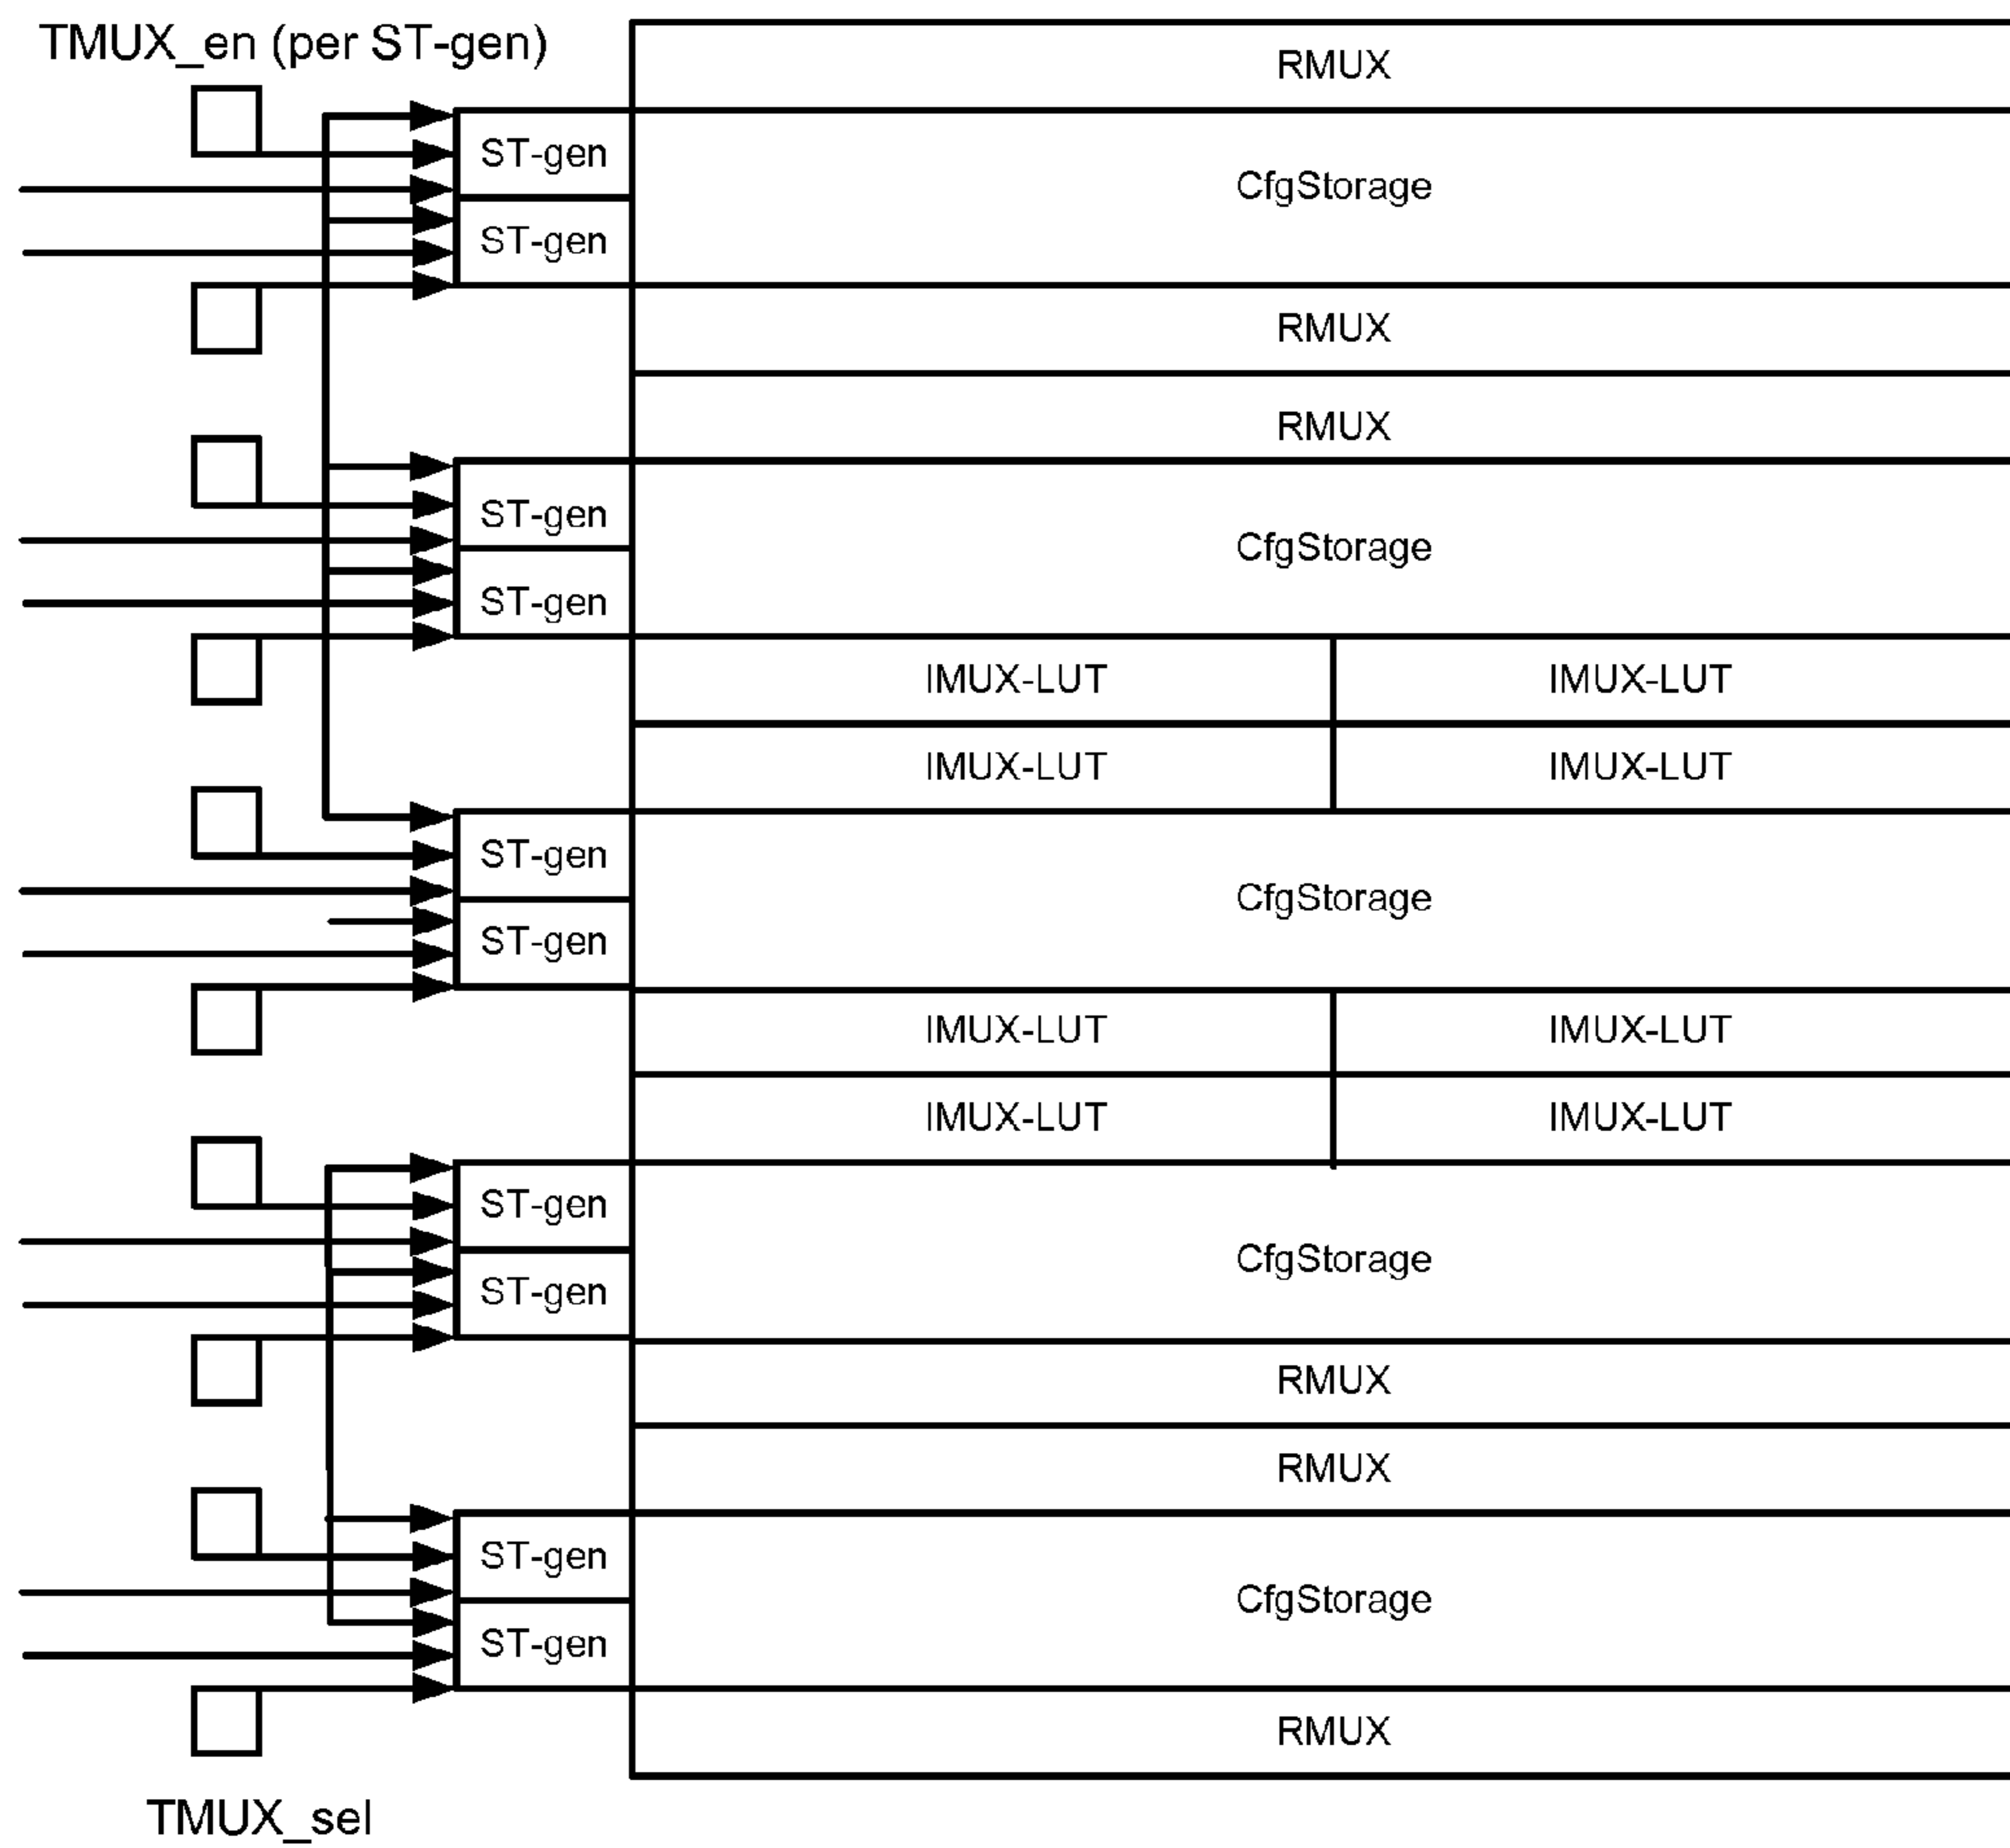 TMUX_en (per ST-gen)
RMUX
ST-gen
CfgStorage
ST-gen
RMUX
RMUX
ST-gen
CfgStorage
ST-gen
IMUX-LUT IMUX-LUT
IMUX-LUT IMUX-LUT
ST-gen
CfgStorage
ST-gen
IMUX-LUT IMUX-LUT
IMUX-LUT IMUX-LUT
ST-gen
CfgStorage
ST-gen
RMUX
RMUX
ST-gen
CfgStorage
ST-gen
RMUX
TMUX_sel